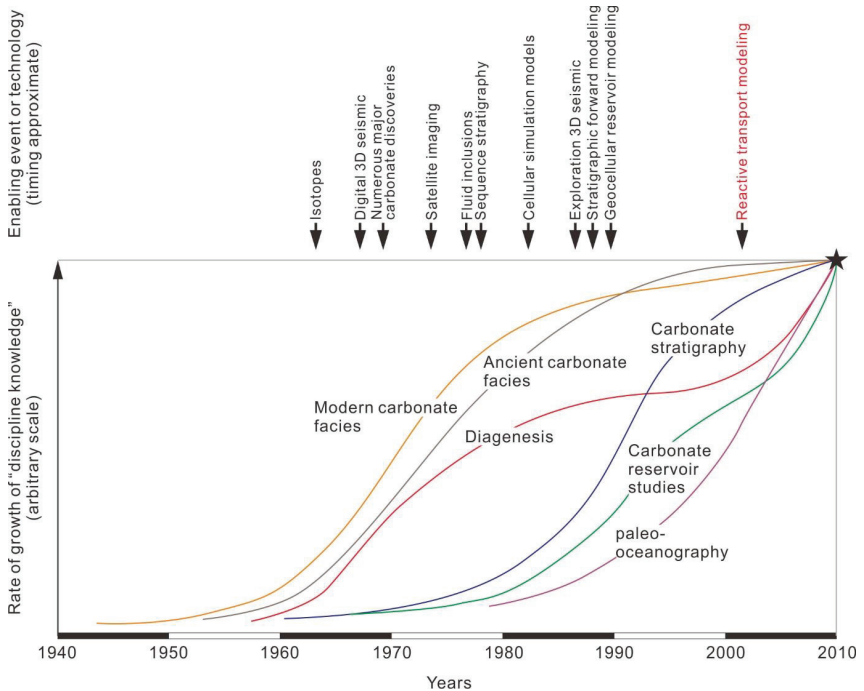 Enabling event or technology
(timing approximate)
Isotopes
Digital 3D seismic
Numerous major
carbonate discoveries
Satellite imaging
Fluid inclusions
Sequence stratigraphy
Cellular simulation models
Exploration 3D seismic
Stratigraphic forward modeling
Geocellular reservoir modeling
Reactive transport modeling
Rate of growth of “discipline knowledge”
(arbitrary scale)
Modern carbonate
facies
Ancient carbonate
facies
Diagenesis
Carbonate
stratigraphy
Carbonate
reservoir
studies
paleo-
oceanography
1940 1950 1960 1970 1980 1990 2000 2010
Years